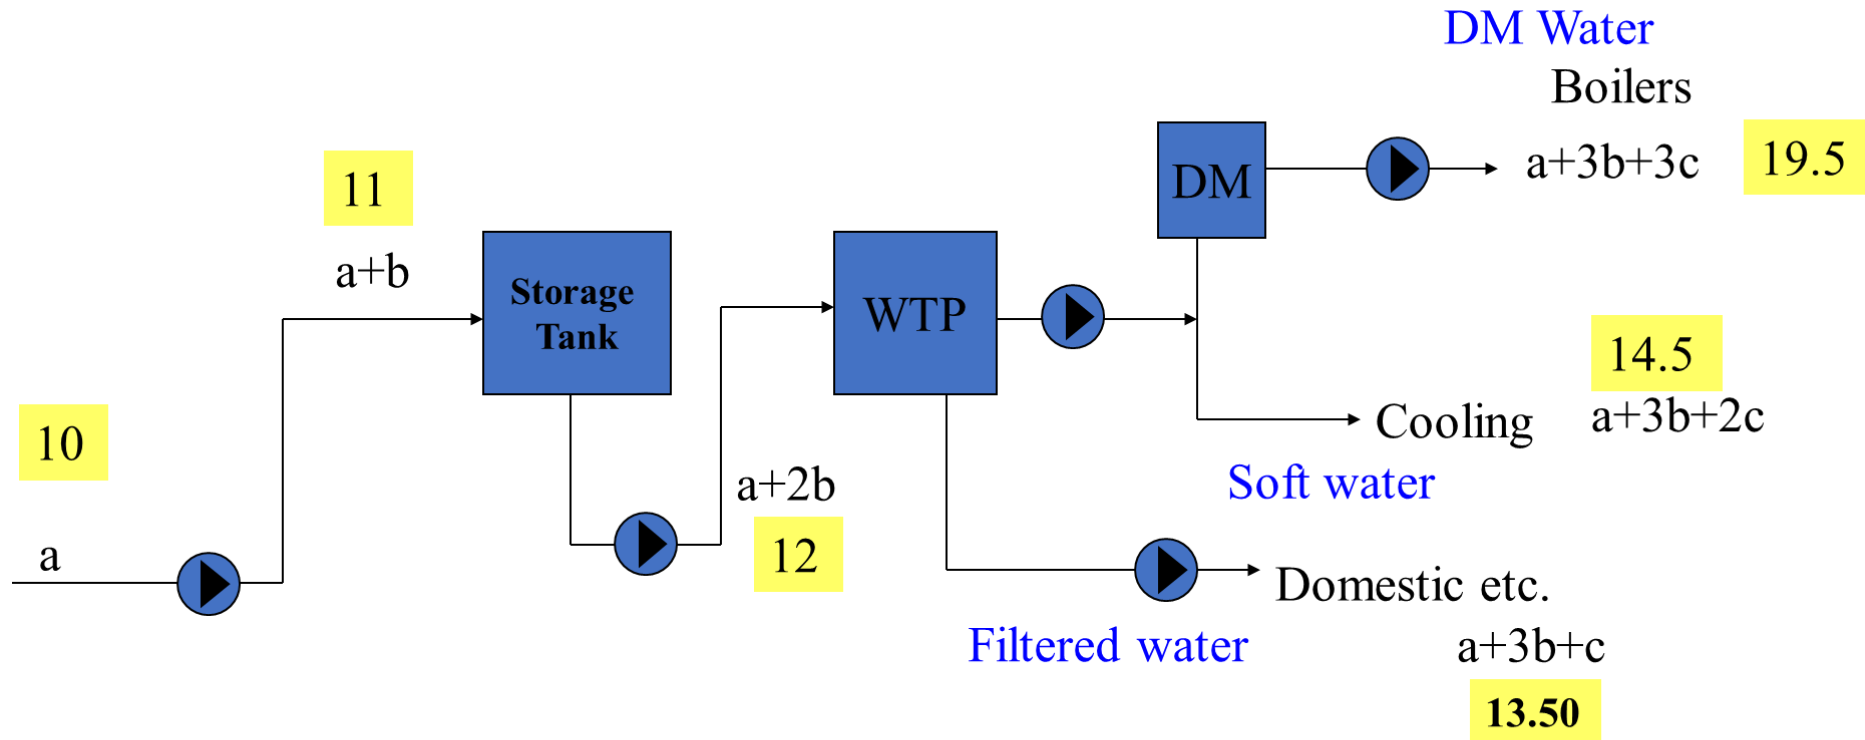 DM Water
Boilers
a+3b+3c
19.5
DM
11
a+b
Storage
Tank
WTP
14.5
Cooling
a+3b+2c
Soft water
10
a
a+2b
12
Domestic etc.
Filtered water
a+3b+c
13.50